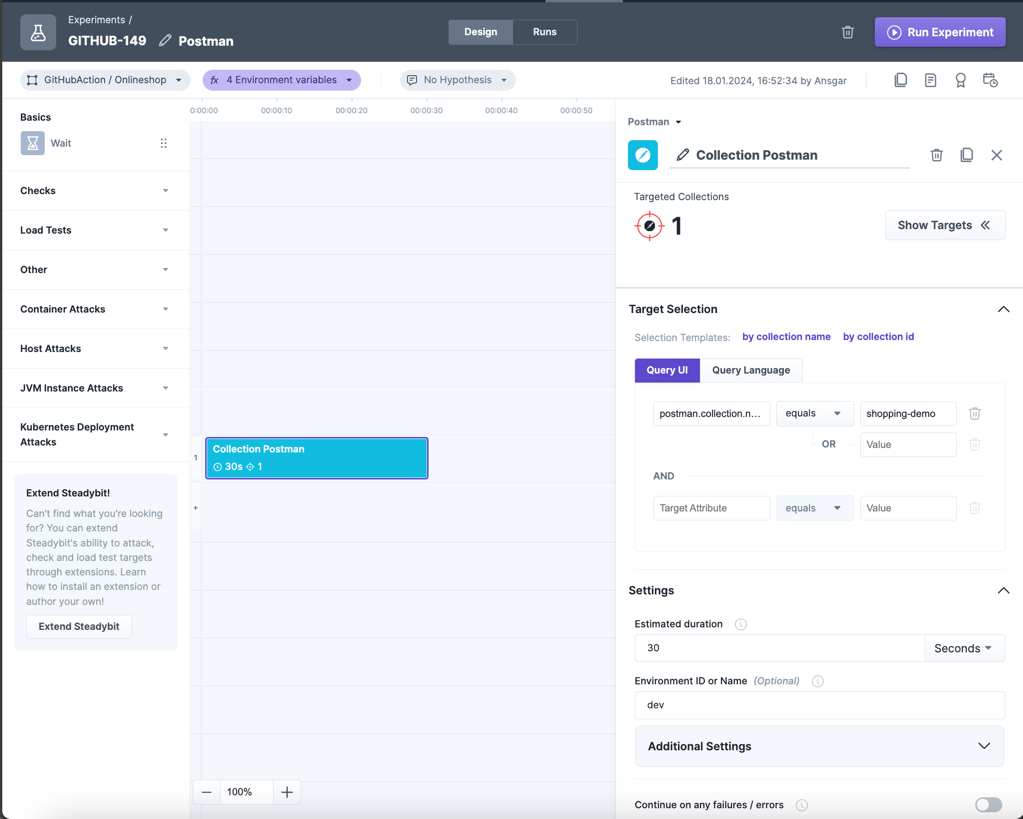 Experiments /
GITHUB-149 Postman
Design Runs
Run Experiment
GitHubAction / Onlineshop
fx 4 Environment variables
No Hypothesis
Edited 18.01.2024, 16:52:34 by Ansgar
Basics
Wait
Checks
Load Tests
Other
Container Attacks
Host Attacks
JVM Instance Attacks
Kubernetes Deployment
Attacks
Extend Steadybit!
Can't find what you're looking
for? You can extend
Steadybit's ability to attack,
check and load test targets
through extensions. Learn
how to install an extension or
author your own!
Extend Steadybit
0:00:00 00:00:10 00:00:20 00:00:30 00:00:40 00:00:50
1
Collection Postman
30s 1
+
100%
Postman
Collection Postman
Targeted Collections
1
Show Targets
Target Selection
Selection Templates: by collection name by collection id
Query UI Query Language
postman.collection.n... equals shopping-demo
OR Value
AND
Target Attribute equals Value
Settings
Estimated duration
30 Seconds
Environment ID or Name (Optional)
dev
Additional Settings
Continue on any failures / errors